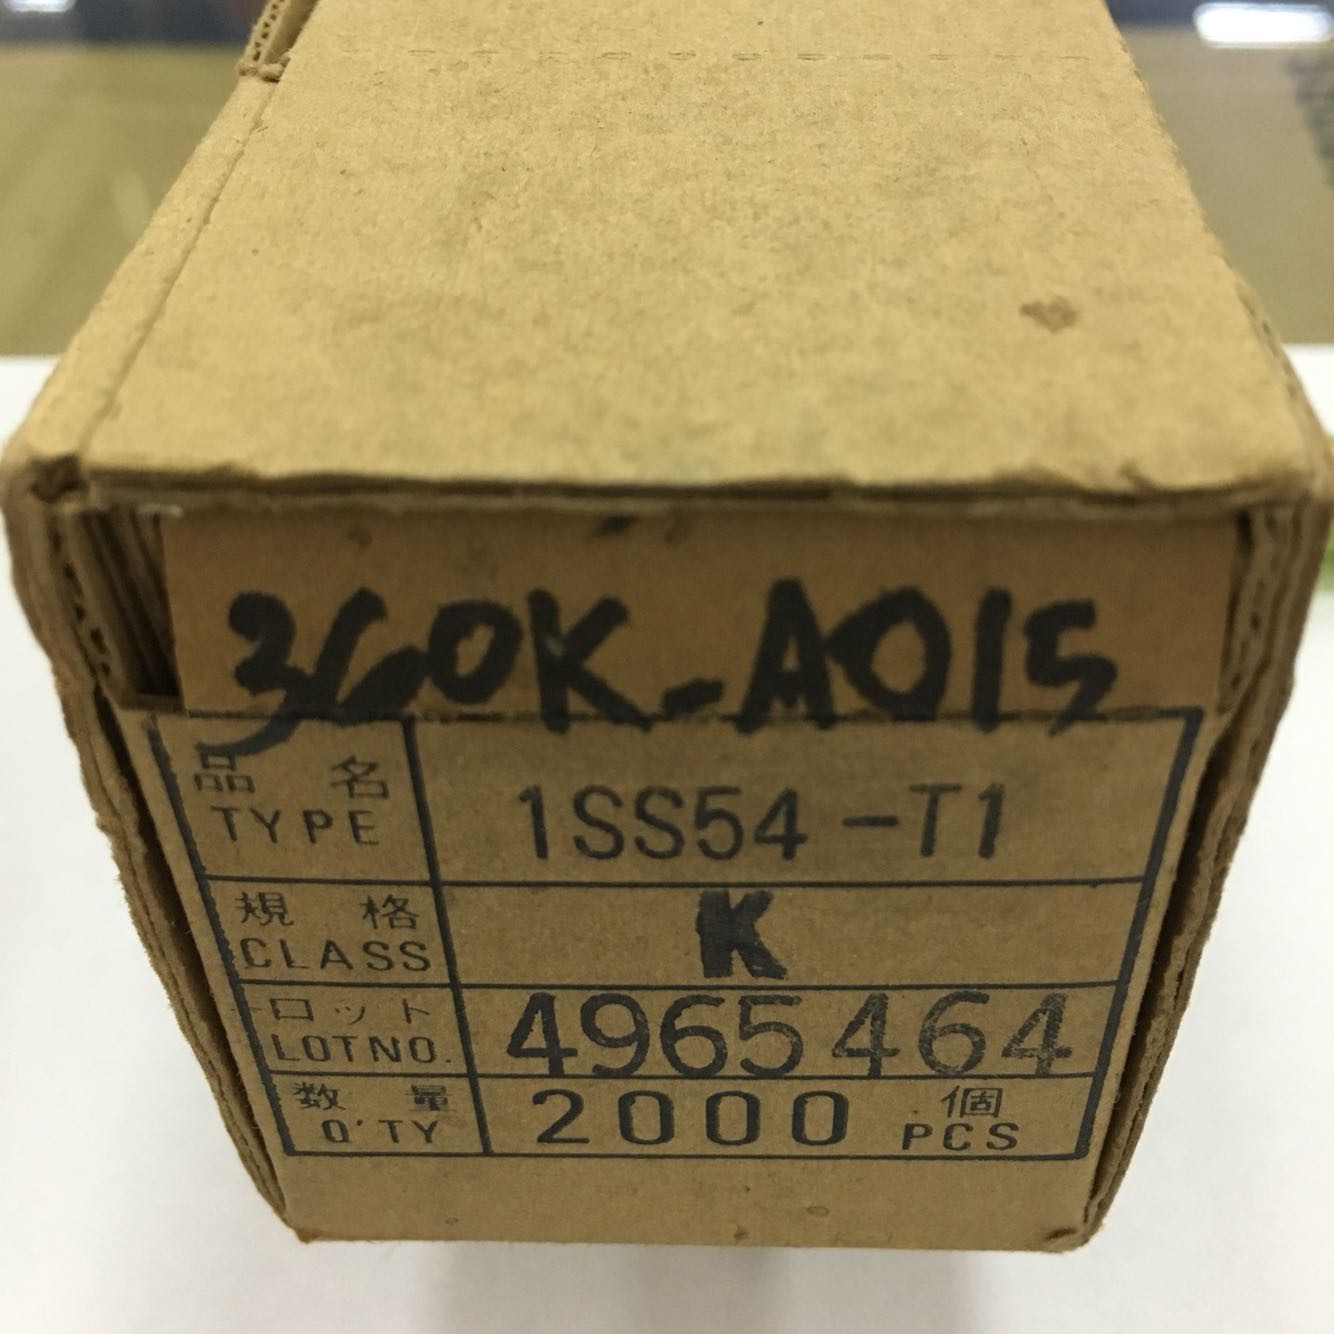 360K-A015
品名 1SS54-T1
TYPE
規格 K
CLASS
ロット 4965464
LOT NO.
数量 2000 個
Q'TY PCS